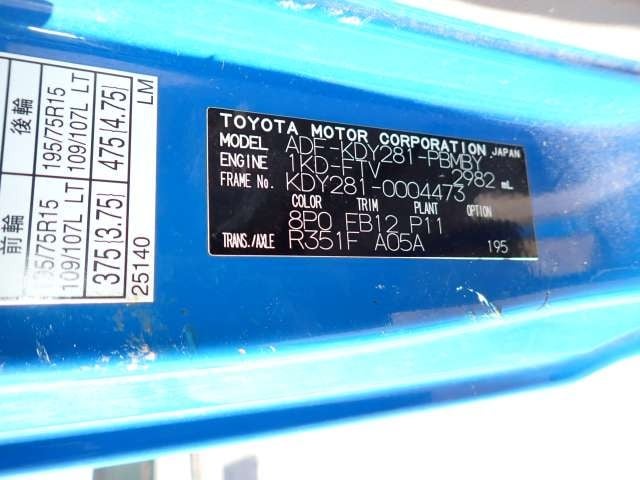 TOYOTA MOTOR CORPORATION JAPAN
MODEL ADF-KDY281-PBMBY
ENGINE 1KD-FTV 2982 mL
FRAME No. KDY281-0004473
COLOR TRIM PLANT OPTION
8P0 FB12 P11
TRANS./AXLE R351F A05A 195
前輪 後輪
195/75R15 195/75R15
109/107L LT 109/107L LT
375(3.75) 475(4.75)
25140 LM